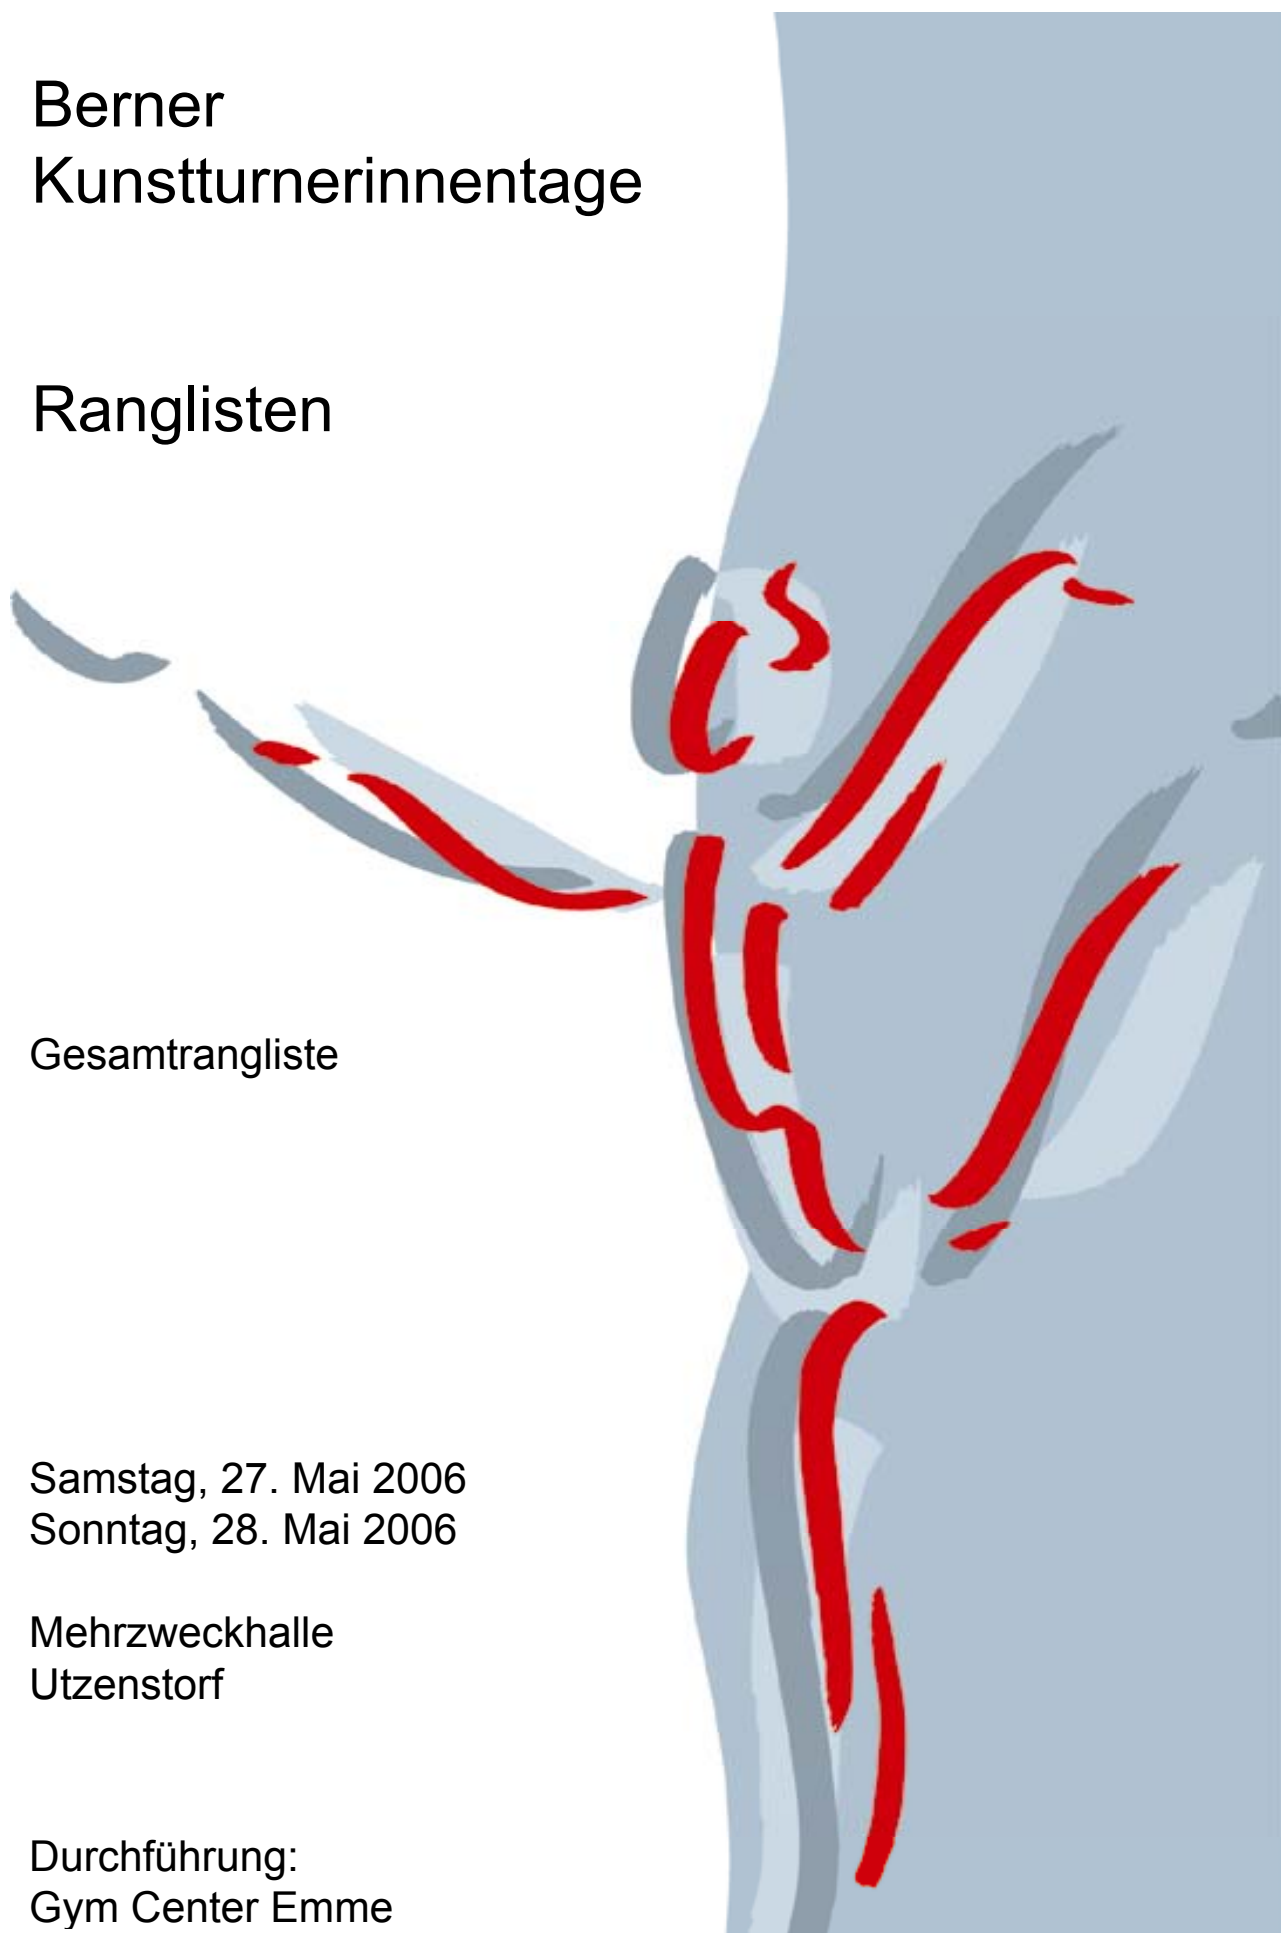 Berner
Kunstturnerinnentage
Ranglisten
Gesamtrangliste
Samstag, 27. Mai 2006
Sonntag, 28. Mai 2006
Mehrzweckhalle
Utzenstorf
Durchführung:
Gym Center Emme